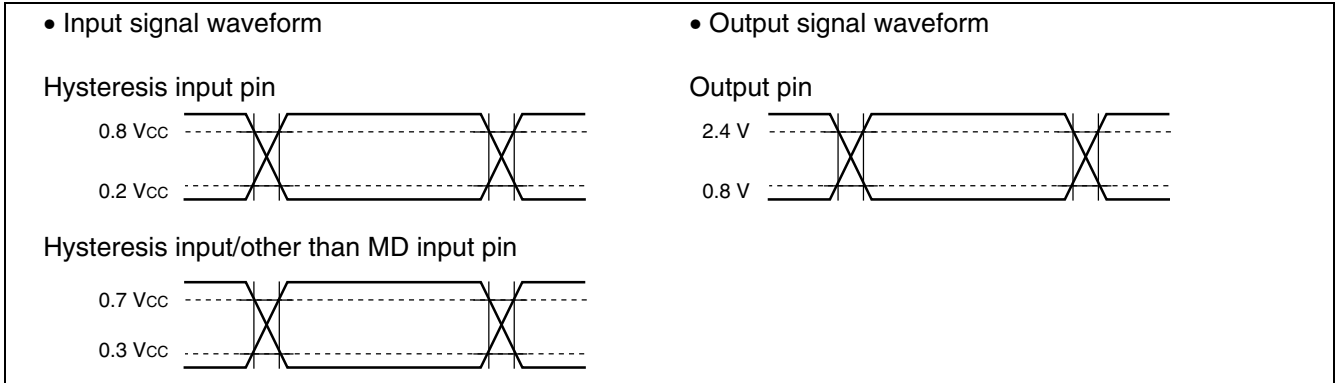 • Input signal waveform
Hysteresis input pin
0.8 Vcc
0.2 Vcc
Hysteresis input/other than MD input pin
0.7 Vcc
0.3 Vcc
• Output signal waveform
Output pin
2.4 V
0.8 V